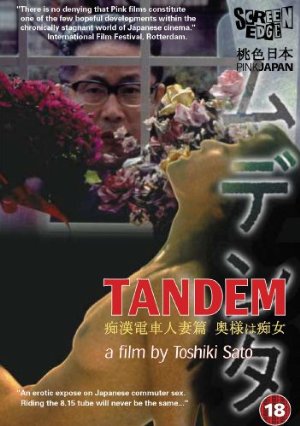 "There is no denying that Pink films constitute
one of the few hopeful developments within the
chronically stagnant world of Japanese cinema."
International Film Festival, Rotterdam.
SCREEN
EDGE
桃色日本
PINKJAPAN
タンデム
TANDEM
痴漢電車人妻篇 奥様は痴女
a film by Toshiki Sato
"An erotic expose on Japanese commuter sex.
Riding the 8.15 tube will never be the same..."
18